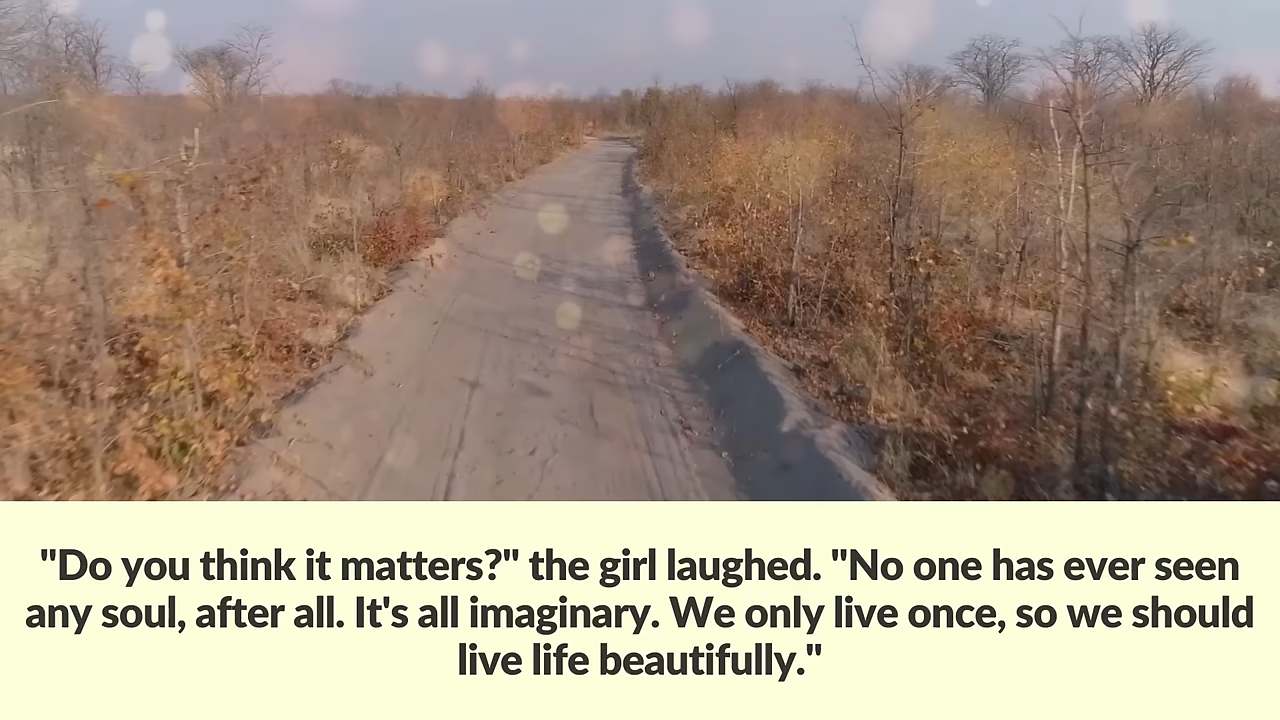 "Do you think it matters?" the girl laughed. "No one has ever seen
any soul, after all. It's all imaginary. We only live once, so we should
live life beautifully."